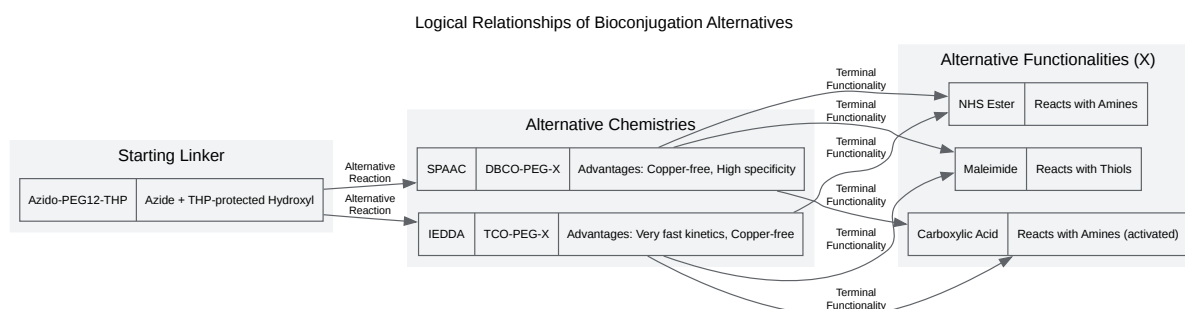 Logical Relationships of Bioconjugation Alternatives
Starting Linker
Azido-PEG12-THP
Azide + THP-protected Hydroxyl
Alternative
Reaction
Alternative
Reaction
Alternative Chemistries
SPAAC
DBCO-PEG-X
Advantages: Copper-free, High specificity
IEDDA
TCO-PEG-X
Advantages: Very fast kinetics, Copper-free
Terminal
Functionality
Terminal
Functionality
Terminal
Functionality
Terminal
Functionality
Terminal
Functionality
Terminal
Functionality
Alternative Functionalities (X)
NHS Ester
Reacts with Amines
Maleimide
Reacts with Thiols
Carboxylic Acid
Reacts with Amines (activated)